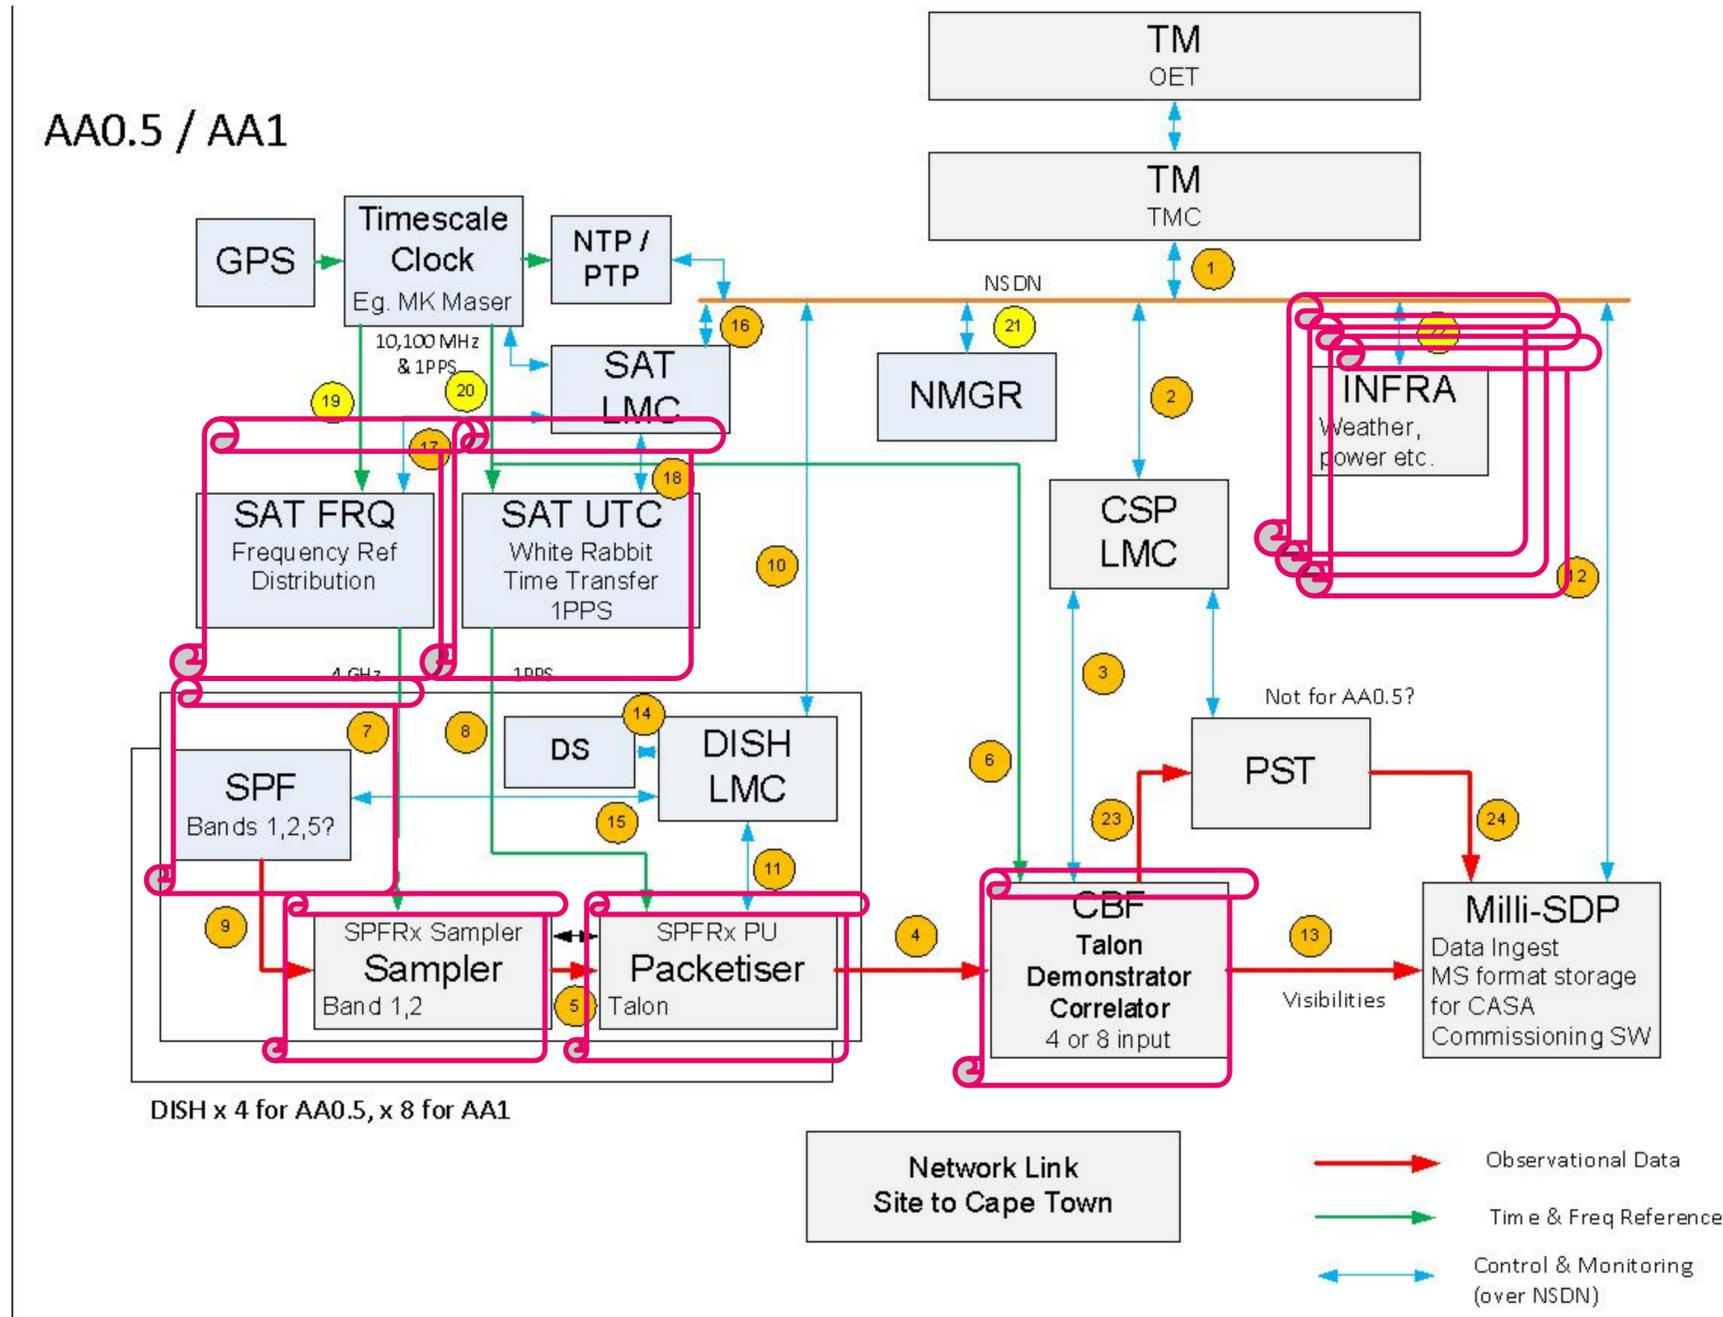 TM
OET
AA0.5 / AA1
TM
TMC
GPS
Timescale
Clock
Eg. MK Maser
NTP /
PTP
1
NSDN
10,100 MHz
& 1PPS
16
21
22
SAT
LMC
NMGR
2
INFRA
Weather,
power etc.
19
20
17
18
SAT FRQ
Frequency Ref
Distribution
SAT UTC
White Rabbit
Time Transfer
1PPS
10
CSP
LMC
12
4 GHz
1PPS
3
Not for AA0.5?
7
8
14
DS
DISH
LMC
6
PST
SPF
Bands 1,2,5?
15
23
24
11
9
SPFRx Sampler
Sampler
Band 1,2
5
SPFRx PU
Packetiser
Talon
4
CBF
Talon
Demonstrator
Correlator
4 or 8 input
13
Visibilities
Milli-SDP
Data Ingest
MS format storage
for CASA
Commissioning SW
DISH x 4 for AA0.5, x 8 for AA1
Network Link
Site to Cape Town
Observational Data
Time & Freq Reference
Control & Monitoring
(over NSDN)